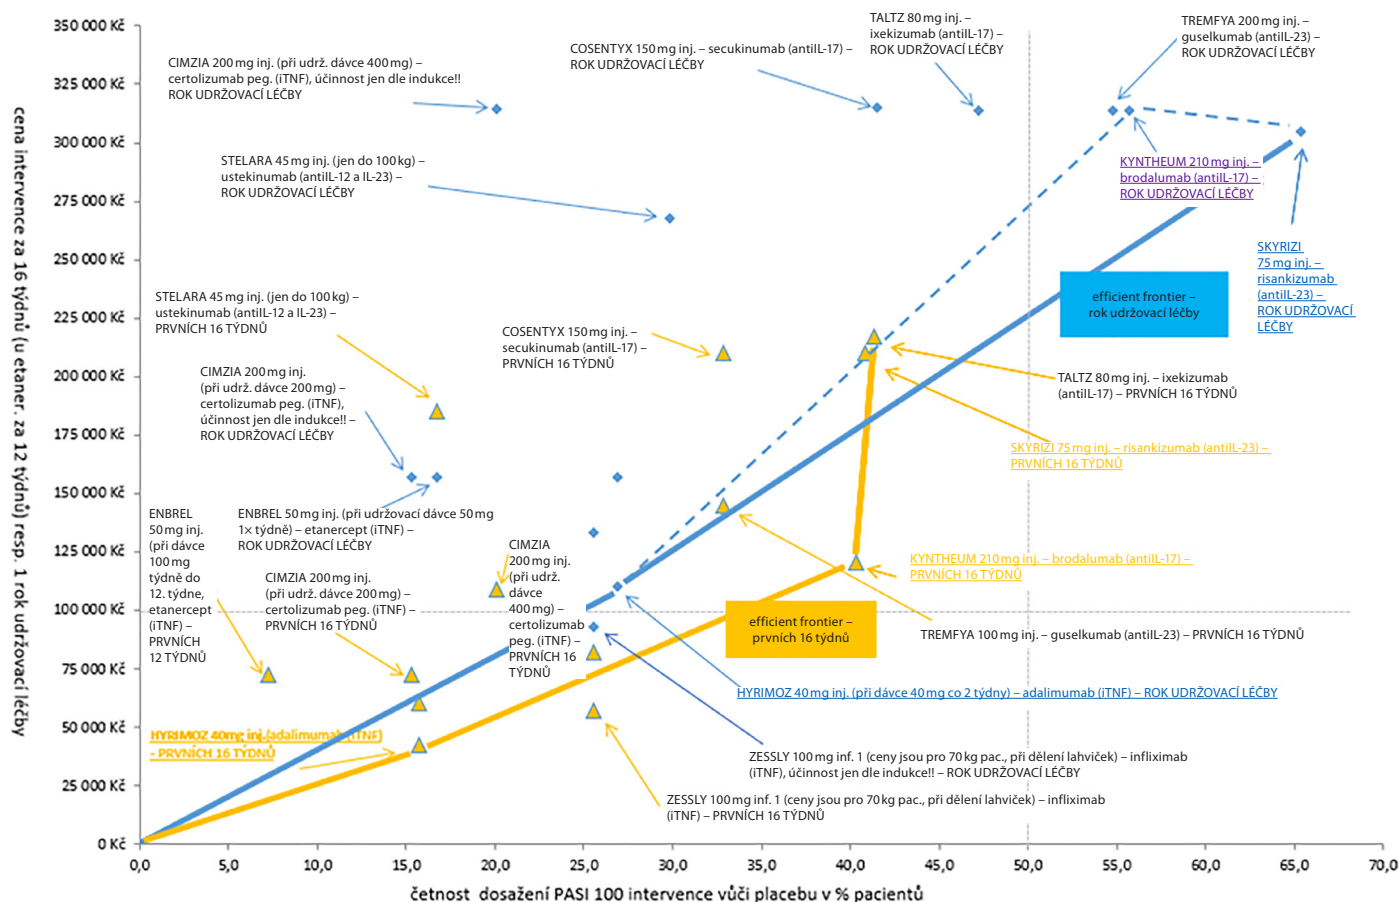 350 000 Kč
325 000 Kč
300 000 Kč
275 000 Kč
250 000 Kč
225 000 Kč
200 000 Kč
175 000 Kč
150 000 Kč
125 000 Kč
100 000 Kč
75 000 Kč
50 000 Kč
25 000 Kč
0 Kč
cena intervence za 16 týdnů (u etaner. za 12 týdnů) resp. 1 rok udržovací léčby
CIMZIA 200 mg inj. (při udrž. dávce 400 mg) –
certolizumab peg. (iTNF), účinnost jen dle indukce!!
ROK UDRŽOVACÍ LÉČBY
COSENTYX 150 mg inj. – secukinumab (antiIL-17) –
ROK UDRŽOVACÍ LÉČBY
TALTZ 80 mg inj. –
ixekizumab (antiIL-17) –
ROK UDRŽOVACÍ LÉČBY
TREMFYA 200 mg inj. –
guselkumab (antiIL-23) –
ROK UDRŽOVACÍ LÉČBY
STELARA 45 mg inj. (jen do 100 kg) –
ustekinumab (antiIL-12 a IL-23) –
ROK UDRŽOVACÍ LÉČBY
KYNTHEUM 210 mg inj. –
brodalumab (antiIL-17) –
ROK UDRŽOVACÍ LÉČBY
SKYRIZI
75 mg inj. –
risankizumab
(antiIL-23) –
ROK UDRŽOVACÍ
LÉČBY
efficient frontier –
rok udržovací léčby
STELARA 45 mg inj. (jen do 100 kg) –
ustekinumab (antiIL-12 a IL-23) –
PRVNÍCH 16 TÝDNŮ
COSENTYX 150 mg inj. –
secukinumab (antiIL-17) –
PRVNÍCH 16 TÝDNŮ
CIMZIA 200 mg inj.
(při udrž. dávce 200 mg) –
certolizumab peg. (iTNF),
účinnost jen dle indukce!! –
ROK UDRŽOVACÍ LÉČBY
TALTZ 80 mg inj. – ixekizumab
(antiIL-17) – PRVNÍCH 16 TÝDNŮ
SKYRIZI 75 mg inj. – risankizumab (antiIL-23) –
PRVNÍCH 16 TÝDNŮ
ENBREL
50 mg inj.
(při dávce
100 mg
týdně do
12. týdne,
etanercept
(iTNF) –
PRVNÍCH
12 TÝDNŮ
ENBREL 50 mg inj. (při udržovací dávce 50 mg
1× týdně) – etanercept (iTNF) –
ROK UDRŽOVACÍ LÉČBY
CIMZIA 200 mg inj.
(při udrž. dávce 200 mg) –
certolizumab peg. (iTNF) –
PRVNÍCH 16 TÝDNŮ
CIMZIA
200 mg inj.
(při udrž.
dávce
400 mg) –
certolizumab
peg. (iTNF) –
PRVNÍCH 16
TÝDNŮ
KYNTHEUM 210 mg inj. – brodalumab (antiIL-17) –
PRVNÍCH 16 TÝDNŮ
efficient frontier –
prvních 16 týdnů
TREMFYA 100 mg inj. – guselkumab (antiIL-23) – PRVNÍCH 16 TÝDNŮ
HYRIMOZ 40 mg inj. (při dávce 40 mg co 2 týdny) – adalimumab (iTNF) – ROK UDRŽOVACÍ LÉČBY
HYRIMOZ 40mg inj.(adalimumab (iTNF)
- PRVNÍCH 16 TÝDNŮ
ZESSLY 100 mg inf. 1 (ceny jsou pro 70 kg pac., při dělení lahviček) – infliximab
(iTNF), účinnost jen dle indukce!! – ROK UDRŽOVACÍ LÉČBY
ZESSLY 100 mg inf. 1 (ceny jsou pro 70 kg pac., při dělení lahviček) – infliximab
(iTNF) – PRVNÍCH 16 TÝDNŮ
0,0 5,0 10,0 15,0 20,0 25,0 30,0 35,0 40,0 45,0 50,0 55,0 60,0 65,0 70,0
četnost dosažení PASI 100 intervence vůči placebu v % pacientů